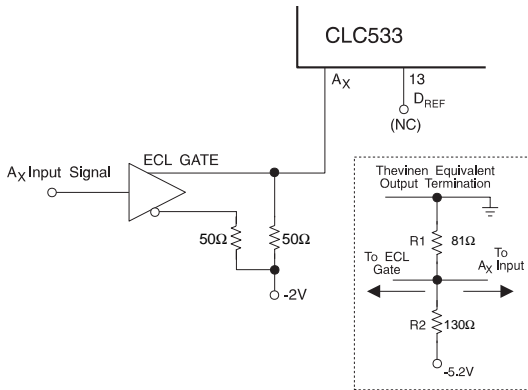 CLC533
AX
13
DREF
(NC)
ECL GATE
AX Input Signal
50Ω
50Ω
-2V
Thevinen Equivalent
Output Termination
R1
81Ω
To ECL
Gate
To
AX Input
R2
130Ω
-5.2V